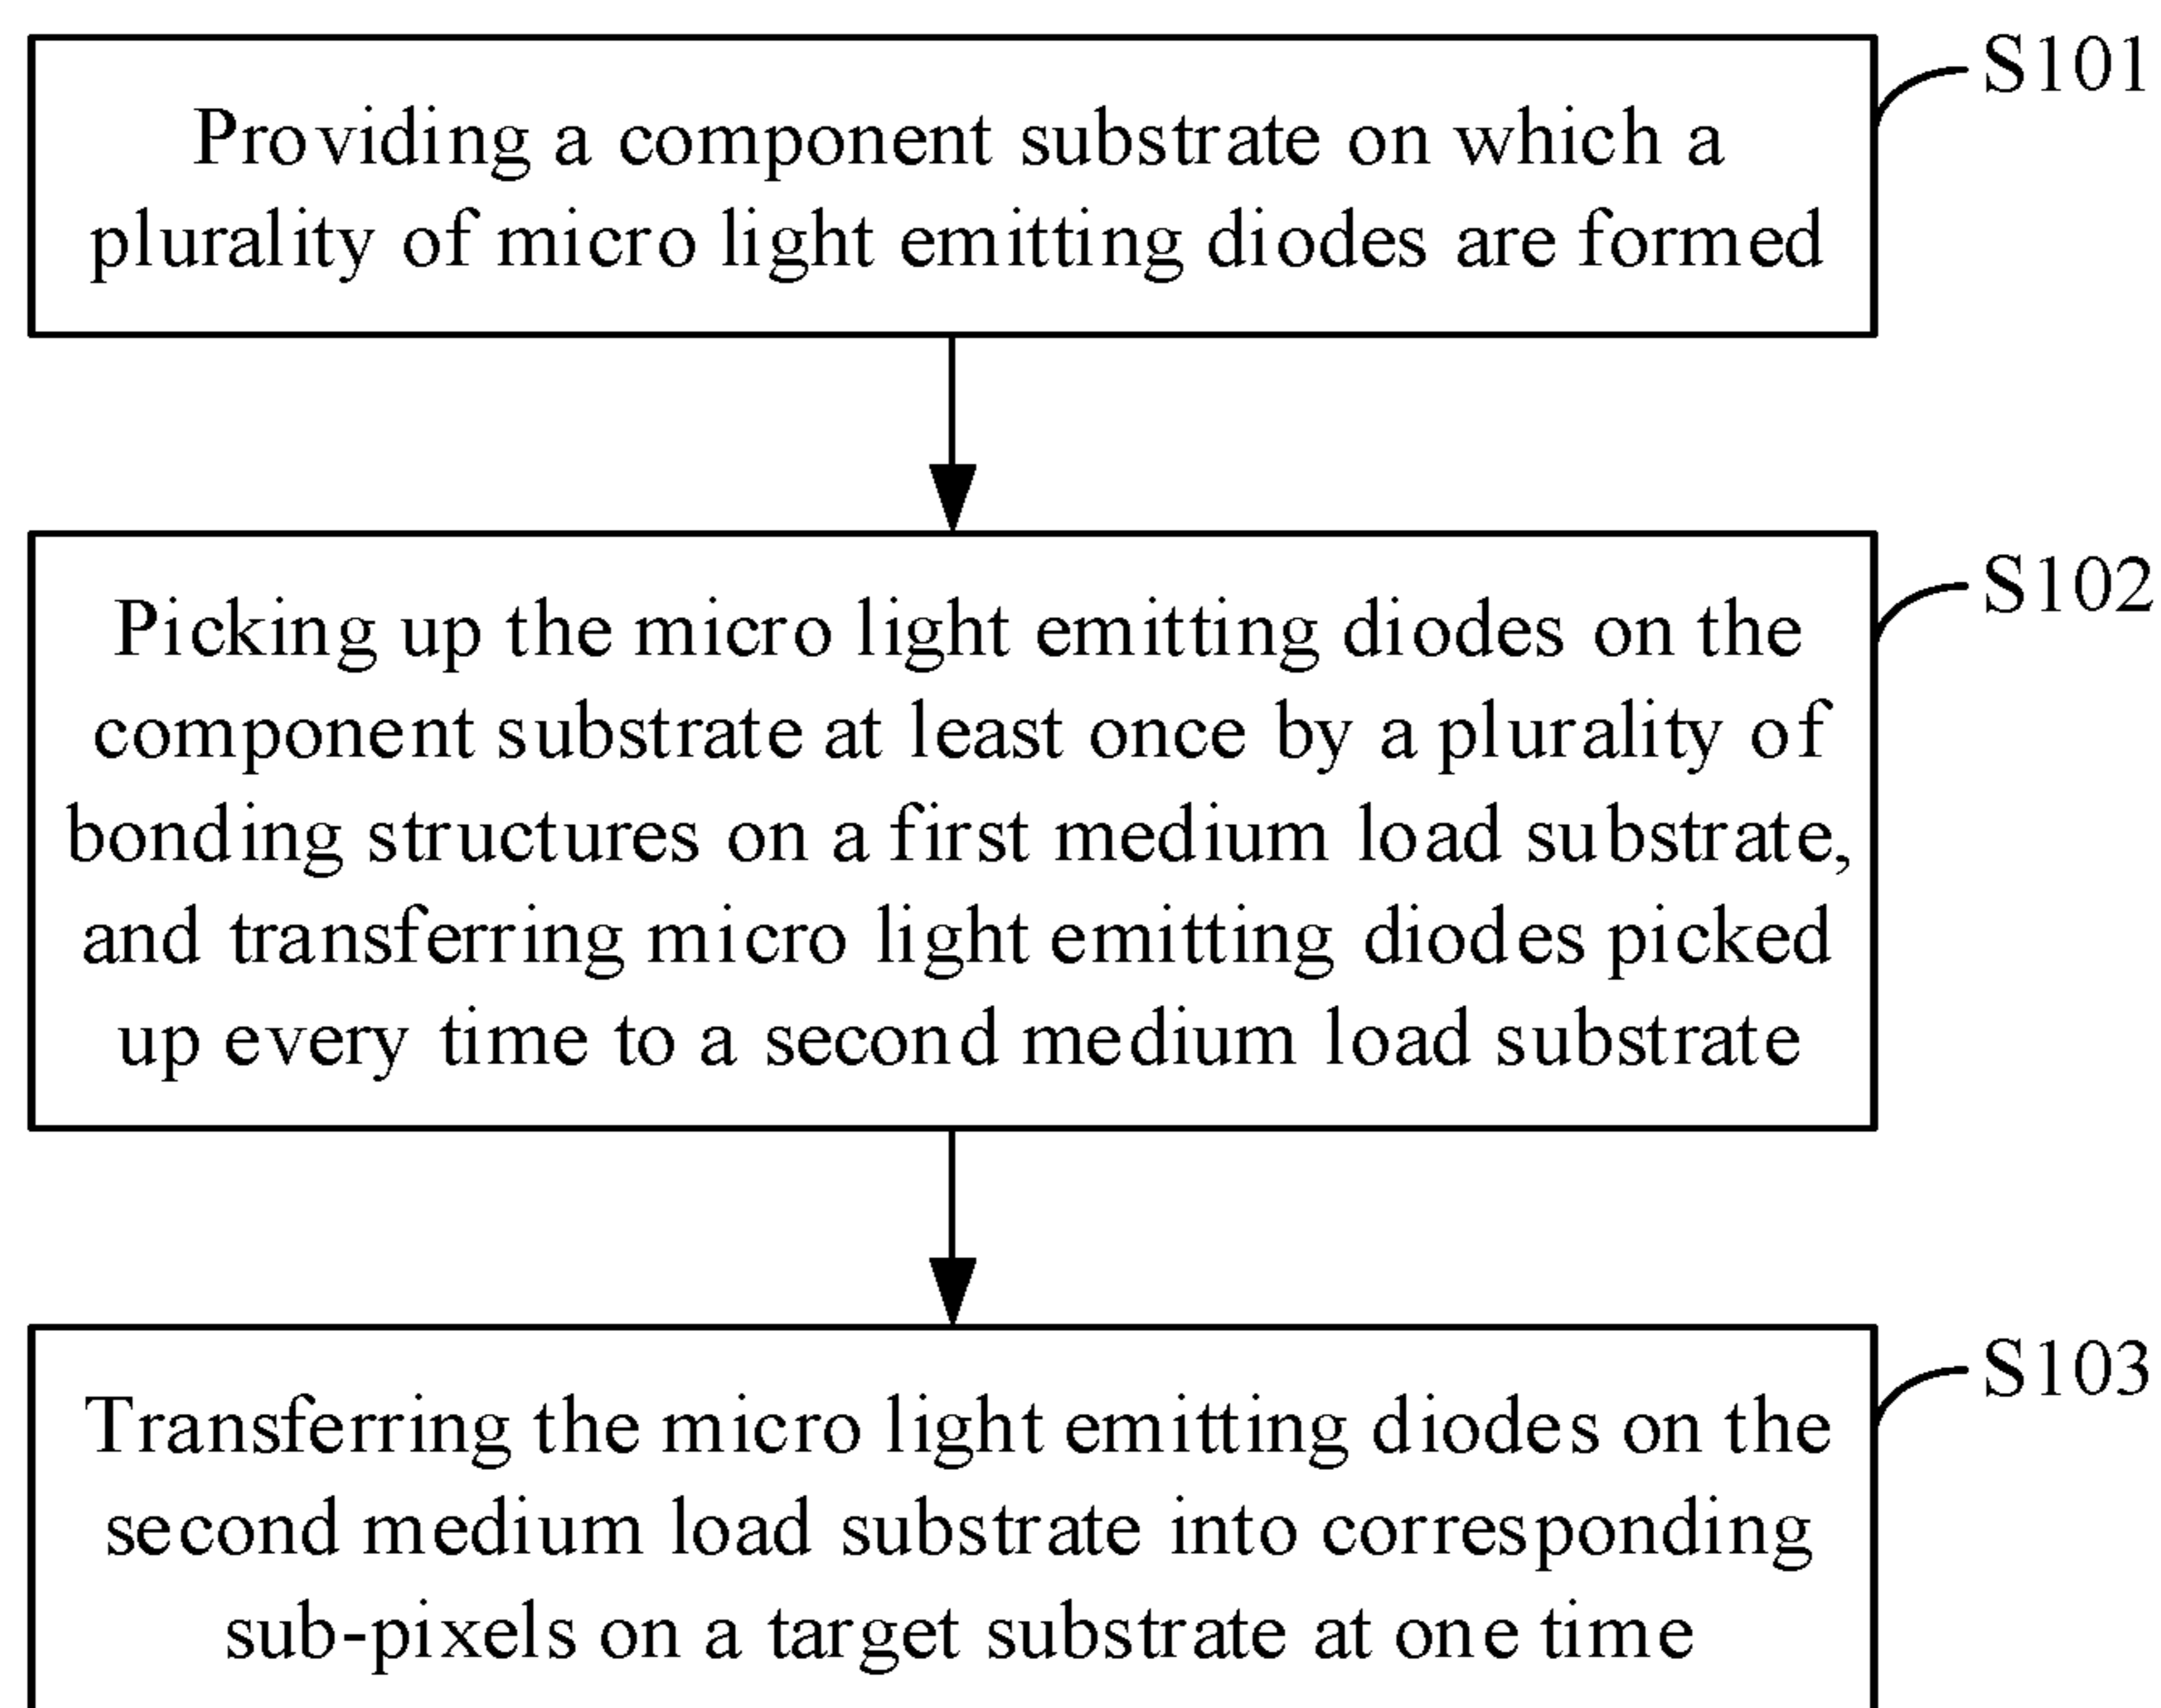 Providing a component substrate on which a
plurality of micro light emitting diodes are formed
S101
Picking up the micro light emitting diodes on the
component substrate at least once by a plurality of
bonding structures on a first medium load substrate,
and transferring micro light emitting diodes picked
up every time to a second medium load substrate
S102
Transferring the micro light emitting diodes on the
second medium load substrate into corresponding
sub-pixels on a target substrate at one time
S103